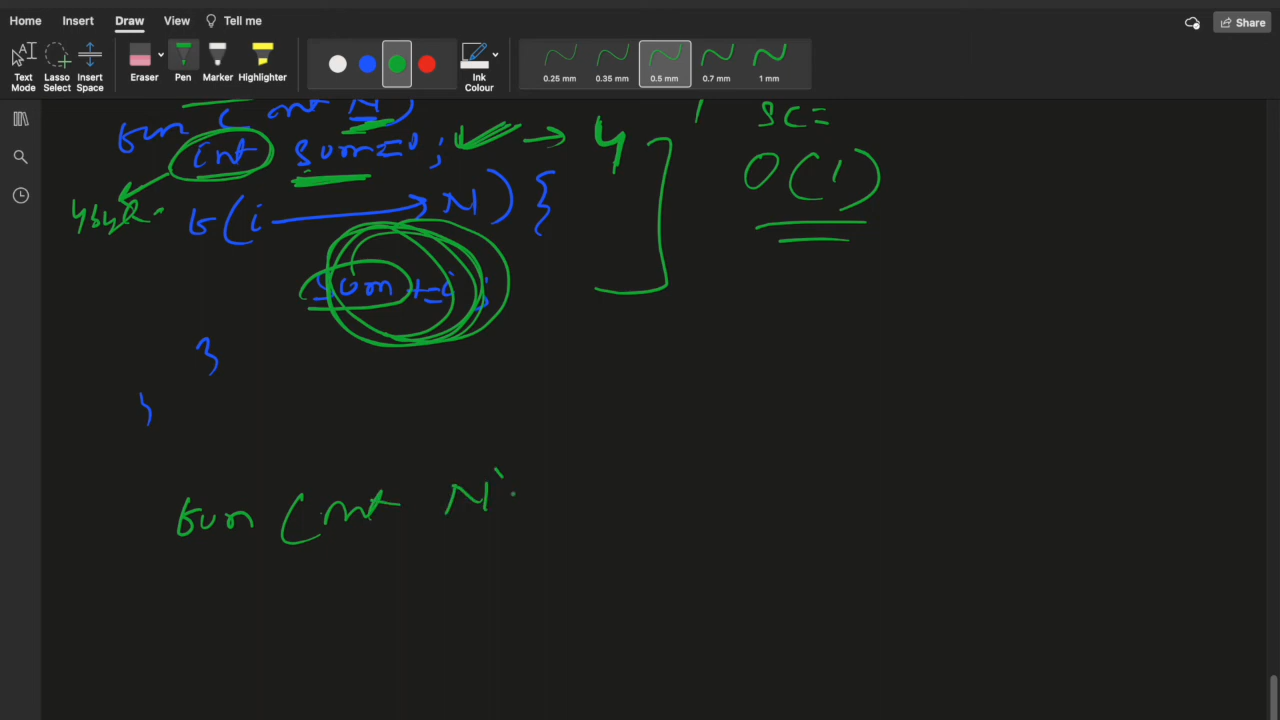 Home Insert Draw View Tell me
Share
Text Mode
Lasso Select
Insert Space
Eraser
Pen
Marker
Highlighter
Ink Colour
0.25 mm 0.35 mm 0.5 mm 0.7 mm 1 mm
fun ( int N )
SC =
int sum=0; → 4
O(1)
4byte
f(i → N) {
sum +=i;
}
}
fun (int N